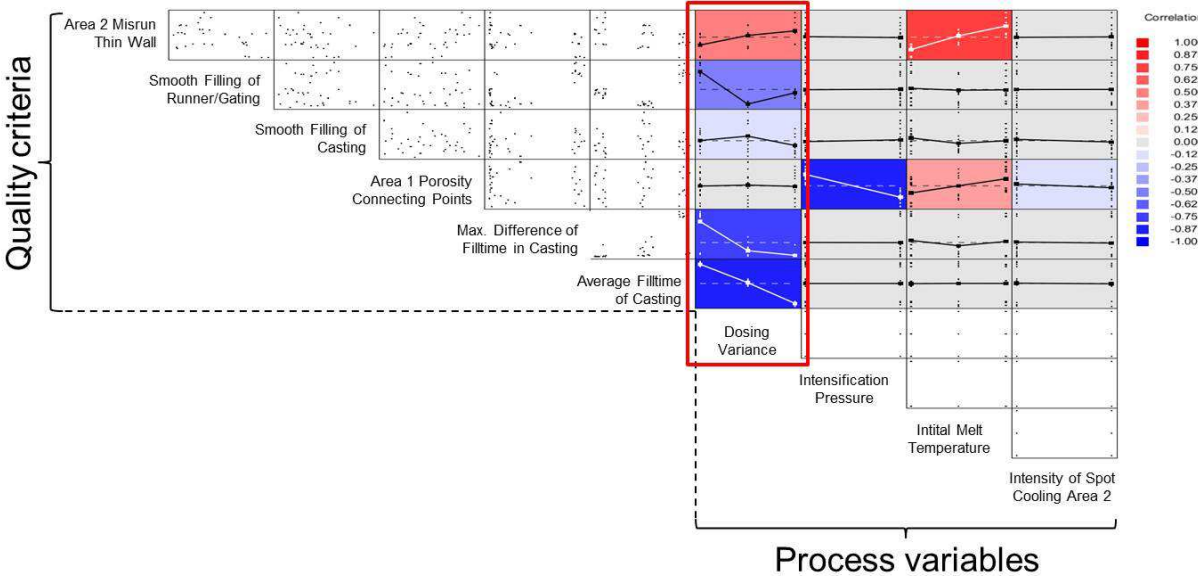 Area 2 Misrun
Thin Wall
Smooth Filling of
Runner/Gating
Smooth Filling of
Casting
Area 1 Porosity
Connecting Points
Max. Difference of
Filltime in Casting
Average Filltime
of Casting
Dosing
Variance
Intensification
Pressure
Intital Melt
Temperature
Intensity of Spot
Cooling Area 2
Quality criteria
Process variables
Correlation
1.00
0.87
0.75
0.62
0.50
0.37
0.25
0.12
0.00
-0.12
-0.25
-0.37
-0.50
-0.62
-0.75
-0.87
-1.00